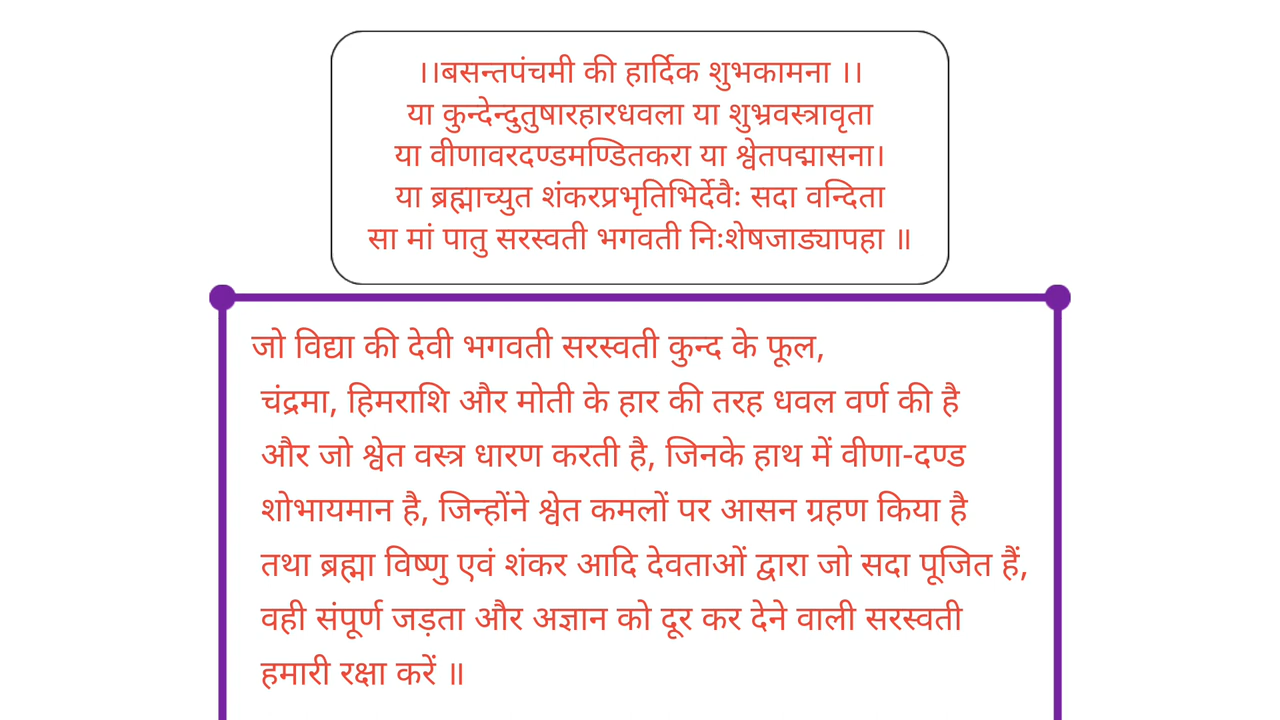 ।।बसन्तपंचमी की हार्दिक शुभकामना ।।
या कुन्देन्दुतुषारहारधवला या शुभ्रवस्त्रावृता
या वीणावरदण्डमण्डितकरा या श्वेतपद्मासना।
या ब्रह्माच्युत शंकरप्रभृतिभिर्देवैः सदा वन्दिता
सा मां पातु सरस्वती भगवती निःशेषजाड्यापहा ॥
जो विद्या की देवी भगवती सरस्वती कुन्द के फूल,
चंद्रमा, हिमराशि और मोती के हार की तरह धवल वर्ण की है
और जो श्वेत वस्त्र धारण करती है, जिनके हाथ में वीणा-दण्ड
शोभायमान है, जिन्होंने श्वेत कमलों पर आसन ग्रहण किया है
तथा ब्रह्मा विष्णु एवं शंकर आदि देवताओं द्वारा जो सदा पूजित हैं,
वही संपूर्ण जड़ता और अज्ञान को दूर कर देने वाली सरस्वती
हमारी रक्षा करें ॥